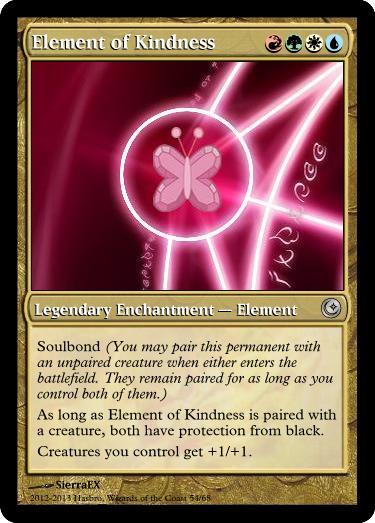 Element of Kindness
Legendary Enchantment — Element
Soulbond (You may pair this permanent with
an unpaired creature when either enters the
battlefield. They remain paired for as long as you
control both of them.)
As long as Element of Kindness is paired with
a creature, both have protection from black.
Creatures you control get +1/+1.
SierraEX
2012-2013 Hasbro, Wizards of the Coast 54/68